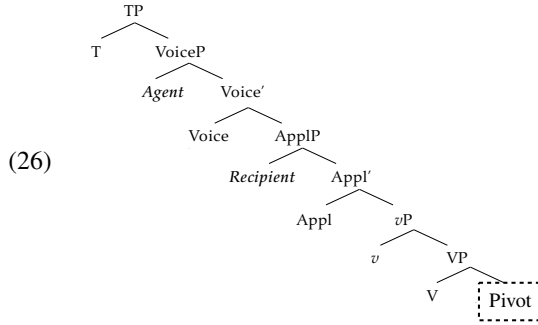 TP
T VoiceP
Agent Voice′
Voice ApplP
(26)
Recipient Appl′
Appl vP
v VP
V Pivot